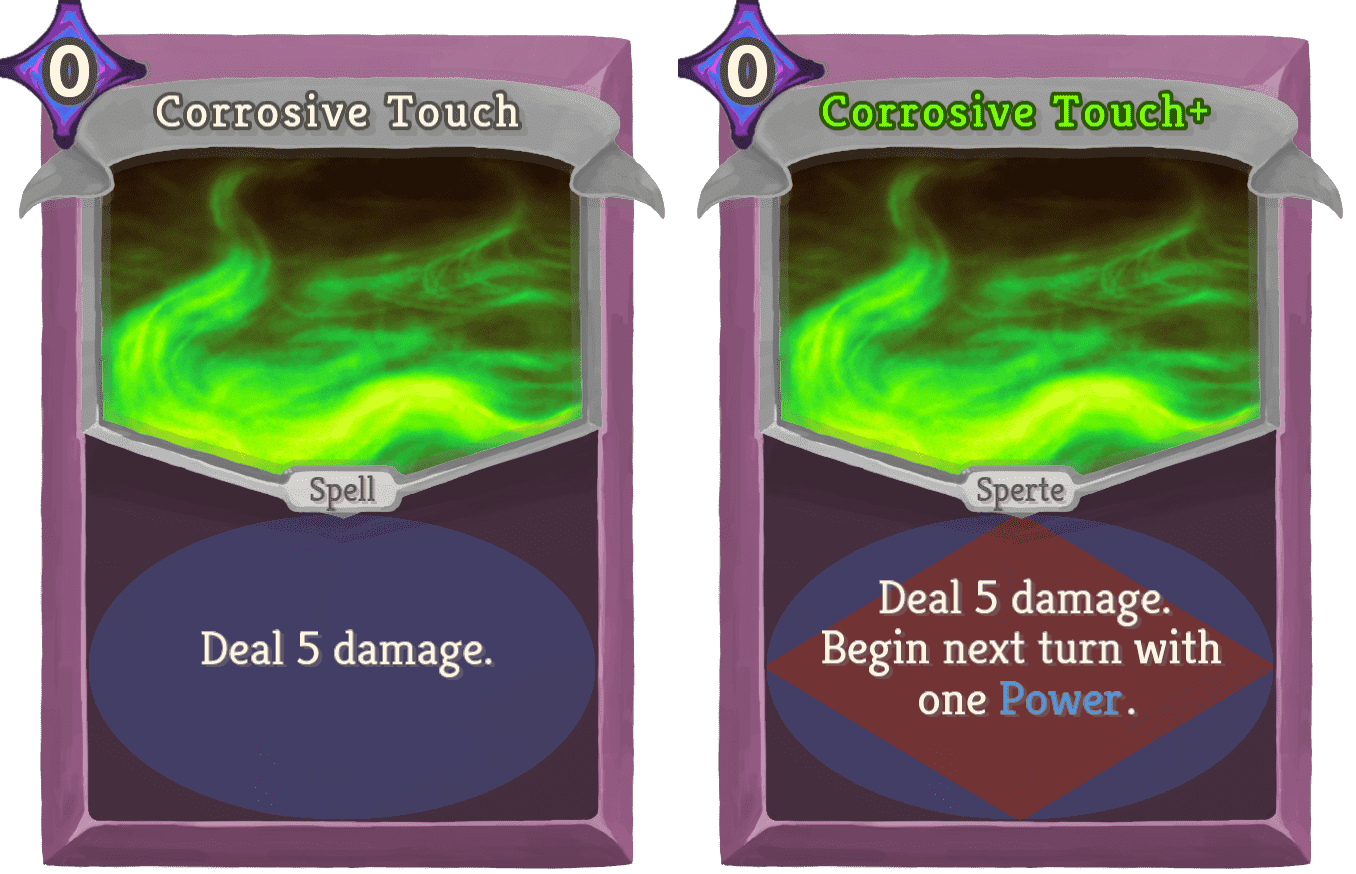 0
Corrosive Touch
Spell
Deal 5 damage.
0
Corrosive Touch+
Sperte
Deal 5 damage.
Begin next turn with
one Power.